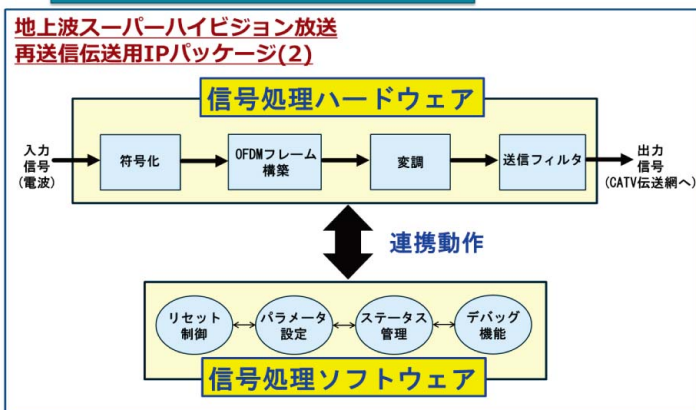 地上波スーパーハイビジョン放送
再送信伝送用IPパッケージ(2)
信号処理ハードウェア
入力
信号
(電波)
符号化
OFDMフレーム
構築
変調
送信フィルタ
出力
信号
(CATV伝送網へ)
連携動作
リセット
制御
パラメータ
設定
ステータス
管理
デバッグ
機能
信号処理ソフトウェア